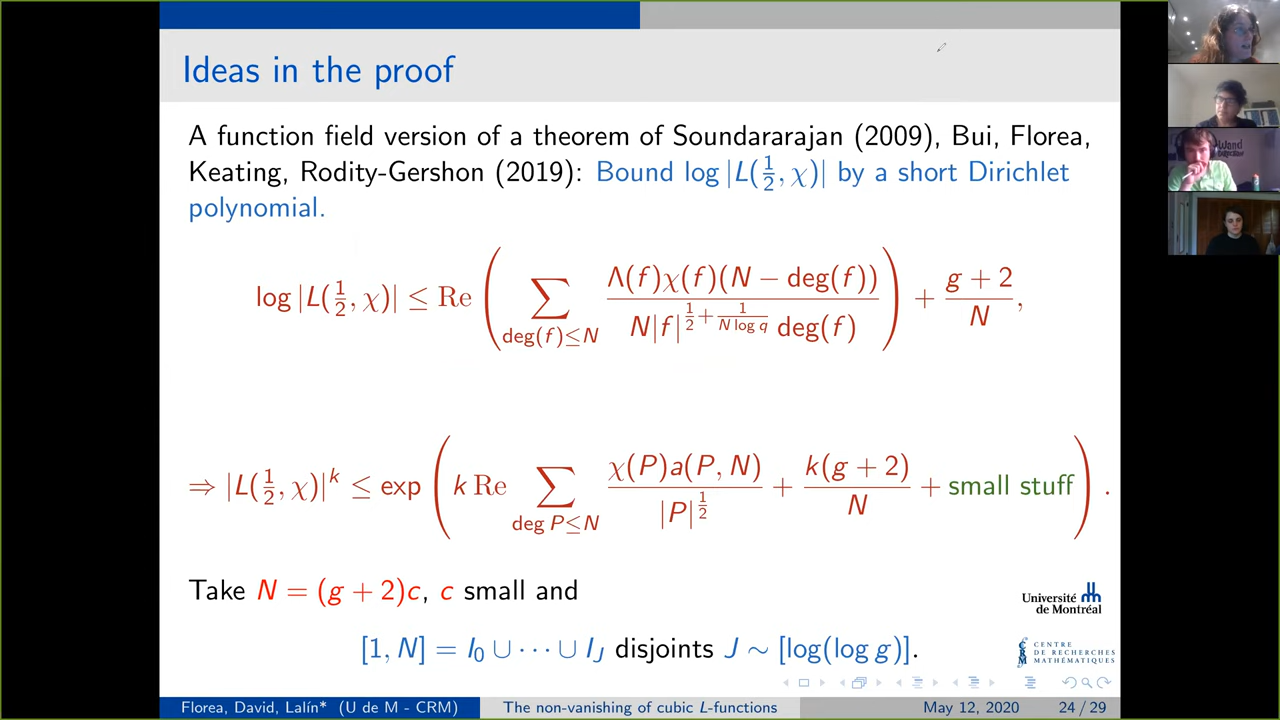 Ideas in the proof
A function field version of a theorem of Soundararajan (2009), Bui, Florea,
Keating, Rodity-Gershon (2019): Bound log |L(½, χ)| by a short Dirichlet
polynomial.
log|L(½, χ)| ≤ Re ( ∑_{deg(f)≤N} Λ(f)χ(f)(N − deg(f)) / N|f|^{1/2 + 1/(N log q)} deg(f) ) + (g + 2)/N,
⇒ |L(½, χ)|^k ≤ exp ( k Re ∑_{deg P≤N} χ(P)a(P, N) / |P|^{1/2} + k(g + 2)/N + small stuff ) .
Take N = (g + 2)c, c small and
[1, N] = I₀ ∪ ··· ∪ I_J disjoints J ∼ [log(log g)].
Université
de Montréal
CRM CENTRE
DE RECHERCHES
MATHÉMATIQUES
Florea, David, Lalín* (U de M - CRM) The non-vanishing of cubic L-functions May 12, 2020 24 / 29